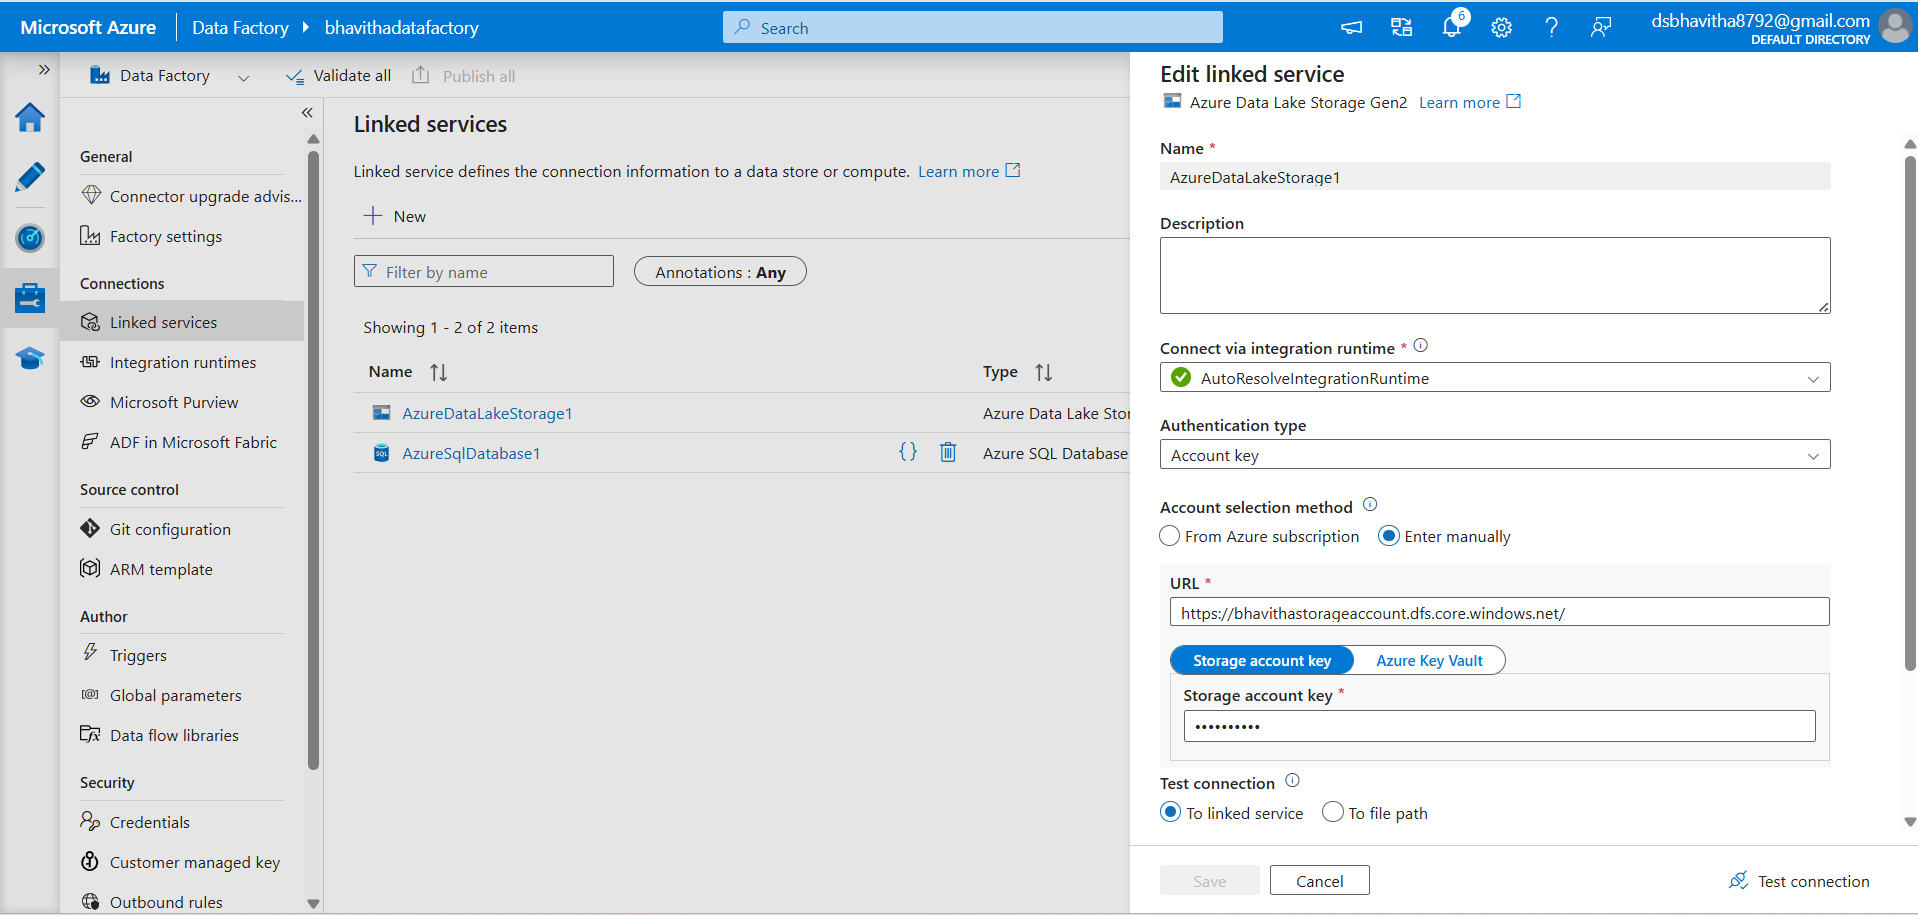 Microsoft Azure
Data Factory
bhavithadatafactory
Search
6
dsbhavitha8792@gmail.com
DEFAULT DIRECTORY
Data Factory
Validate all
Publish all
General
Connector upgrade advis...
Factory settings
Connections
Linked services
Integration runtimes
Microsoft Purview
ADF in Microsoft Fabric
Source control
Git configuration
ARM template
Author
Triggers
Global parameters
Data flow libraries
Security
Credentials
Customer managed key
Outbound rules
Linked services
Linked service defines the connection information to a data store or compute. Learn more
New
Filter by name
Annotations : Any
Showing 1 - 2 of 2 items
Name Type
AzureDataLakeStorage1 Azure Data Lake Stor
SQL AzureSqlDatabase1 {} Azure SQL Database
Edit linked service
Azure Data Lake Storage Gen2 Learn more
Name *
AzureDataLakeStorage1
Description
Connect via integration runtime *
AutoResolveIntegrationRuntime
Authentication type
Account key
Account selection method
From Azure subscription Enter manually
URL *
https://bhavithastorageaccount.dfs.core.windows.net/
Storage account key Azure Key Vault
Storage account key *
••••••••••
Test connection
To linked service To file path
Save Cancel Test connection